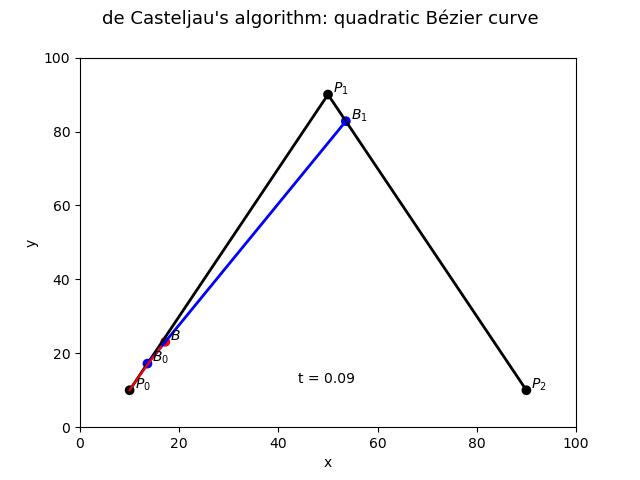 de Casteljau's algorithm: quadratic Bézier curve
100
80
60
40
20
0
y
P₁
B₁
B
B₀
P₀
P₂
t = 0.09
0 20 40 60 80 100
x